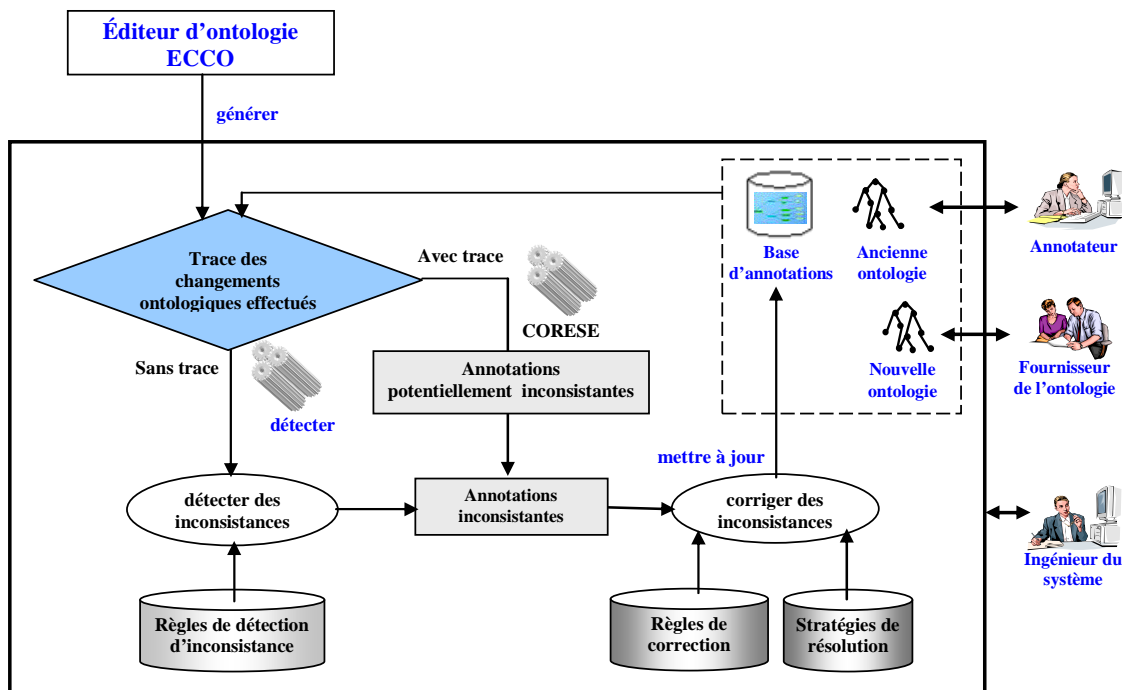 Éditeur d'ontologie
ECCO
générer
Trace des
changements
ontologiques effectués
Avec trace
CORESE
Sans trace
détecter
Annotations
potentiellement inconsistantes
Base
d'annotations
Ancienne
ontologie
Nouvelle
ontologie
Annotateur
Fournisseur
de l'ontologie
mettre à jour
détecter des
inconsistances
Annotations
inconsistantes
corriger des
inconsistances
Ingénieur du
système
Règles de détection
d'inconsistance
Règles de
correction
Stratégies de
résolution